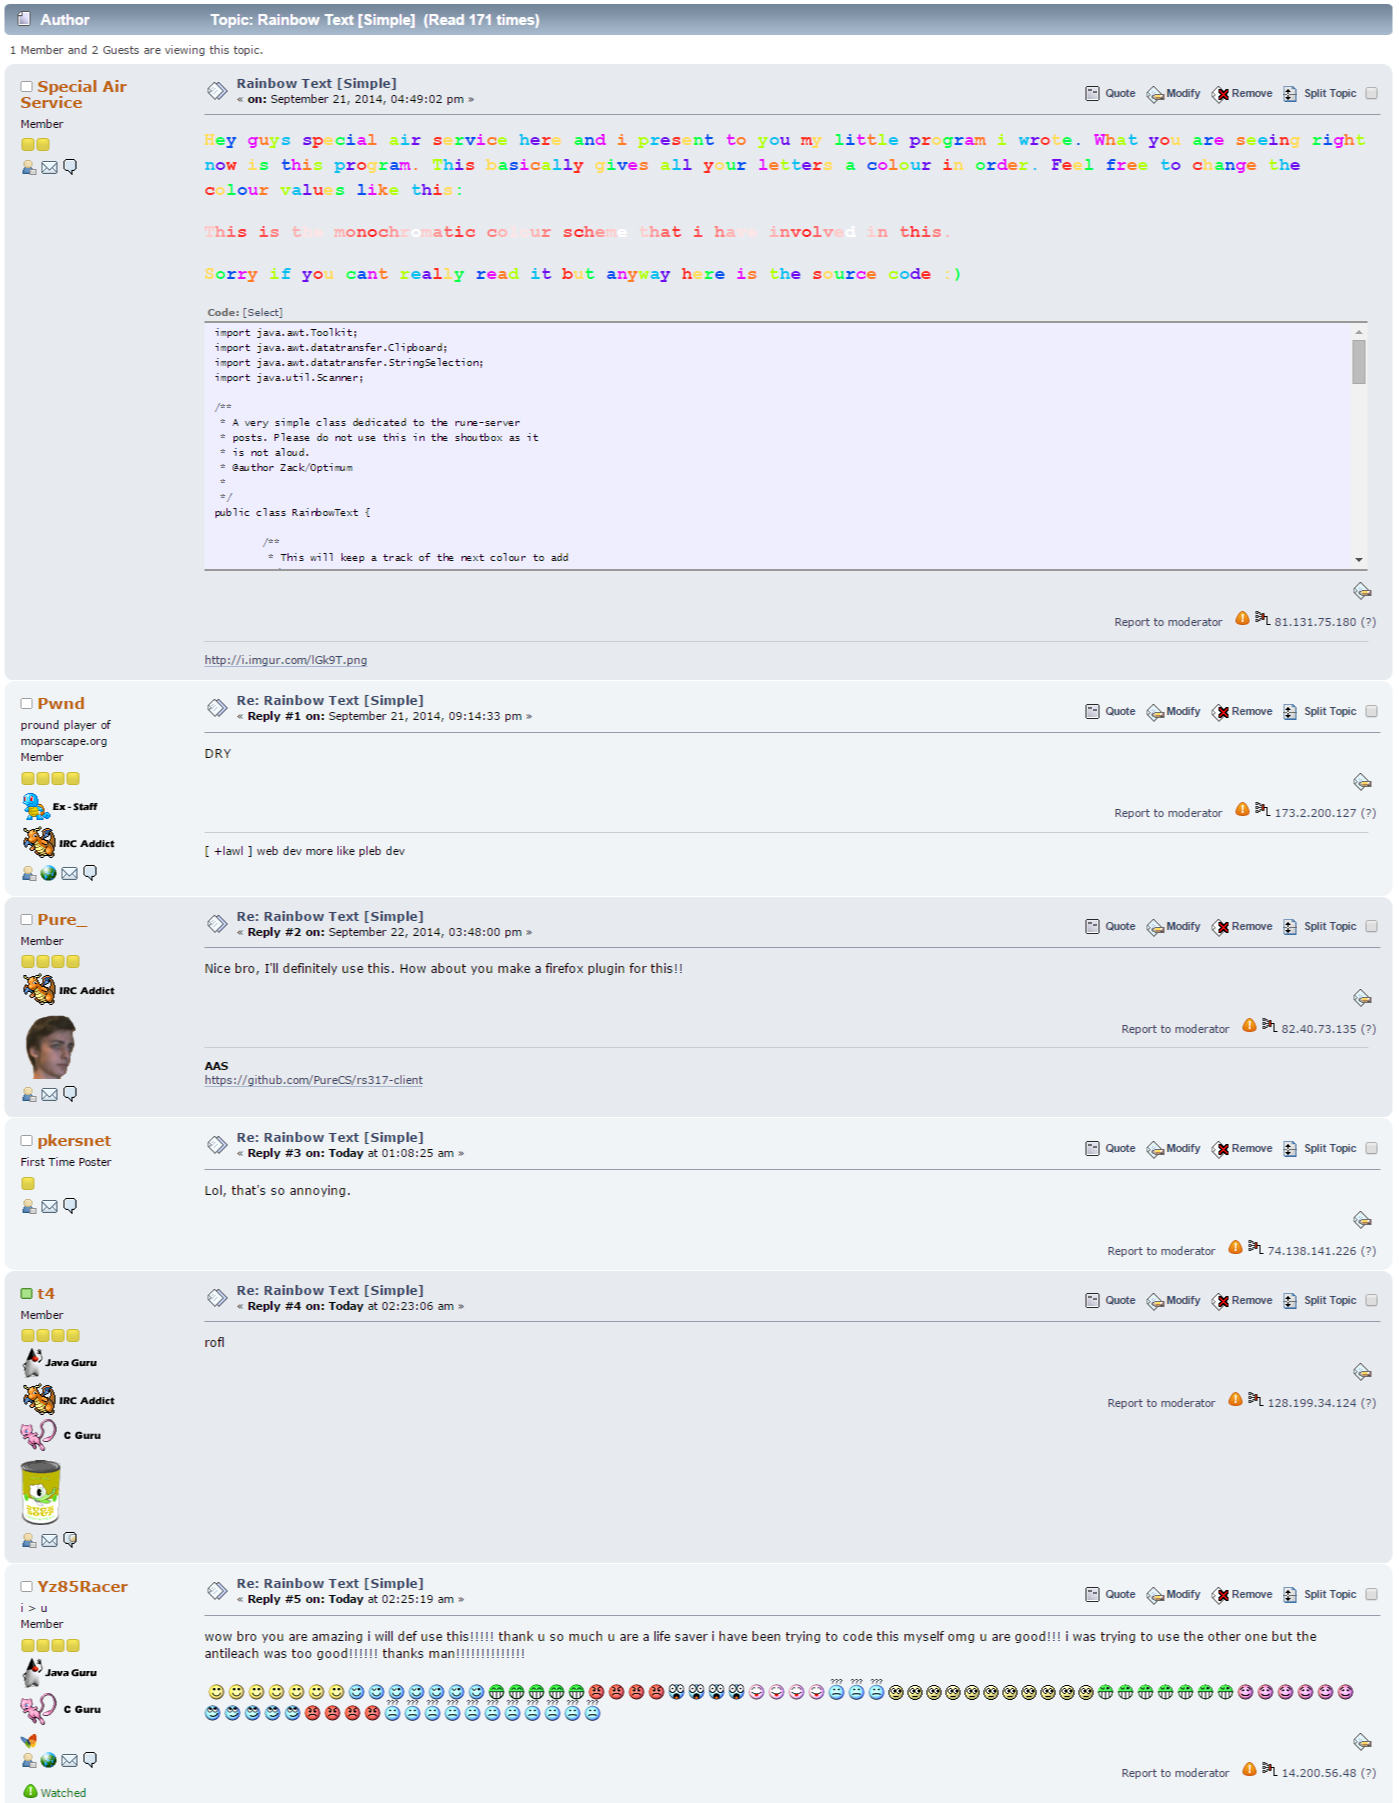 Author Topic: Rainbow Text [Simple] (Read 171 times)
1 Member and 2 Guests are viewing this topic.
Special Air Service
Member
Rainbow Text [Simple]
« on: September 21, 2014, 04:49:02 pm »
Quote Modify Remove Split Topic
Hey guys special air service here and i present to you my little program i wrote. What you are seeing right
now is this program. This basically gives all your letters a colour in order. Feel free to change the
colour values like this:
This is the monochromatic colour scheme that i have involved in this.
Sorry if you cant really read it but anyway here is the source code :)
Code: [Select]
import java.awt.Toolkit;
import java.awt.datatransfer.Clipboard;
import java.awt.datatransfer.StringSelection;
import java.util.Scanner;
/**
* A very simple class dedicated to the rune-server
* posts. Please do not use this in the shoutbox as it
* is not aloud.
* @author Zack/Optimum
*
*/
public class RainbowText {
/**
* This will keep a track of the next colour to add
Report to moderator 81.131.75.180 (?)
http://i.imgur.com/lGk9T.png
Pwnd
pround player of
moparscape.org
Member
Ex-Staff
IRC Addict
Re: Rainbow Text [Simple]
« Reply #1 on: September 21, 2014, 09:14:33 pm »
Quote Modify Remove Split Topic
DRY
Report to moderator 173.2.200.127 (?)
[ +lawl ] web dev more like pleb dev
Pure_
Member
IRC Addict
Re: Rainbow Text [Simple]
« Reply #2 on: September 22, 2014, 03:48:00 pm »
Quote Modify Remove Split Topic
Nice bro, I'll definitely use this. How about you make a firefox plugin for this!!
Report to moderator 82.40.73.135 (?)
AAS
https://github.com/PureCS/rs317-client
pkersnet
First Time Poster
Re: Rainbow Text [Simple]
« Reply #3 on: Today at 01:08:25 am »
Quote Modify Remove Split Topic
Lol, that's so annoying.
Report to moderator 74.138.141.226 (?)
t4
Member
Java Guru
IRC Addict
C Guru
Re: Rainbow Text [Simple]
« Reply #4 on: Today at 02:23:06 am »
Quote Modify Remove Split Topic
rofl
Report to moderator 128.199.34.124 (?)
Yz85Racer
i > u
Member
Java Guru
C Guru
Watched
Re: Rainbow Text [Simple]
« Reply #5 on: Today at 02:25:19 am »
Quote Modify Remove Split Topic
wow bro you are amazing i will def use this!!!!! thank u so much u are a life saver i have been trying to code this myself omg u are good!!! i was trying to use the other one but the
antileach was too good!!!!!! thanks man!!!!!!!!!!!!!!
Report to moderator 14.200.56.48 (?)